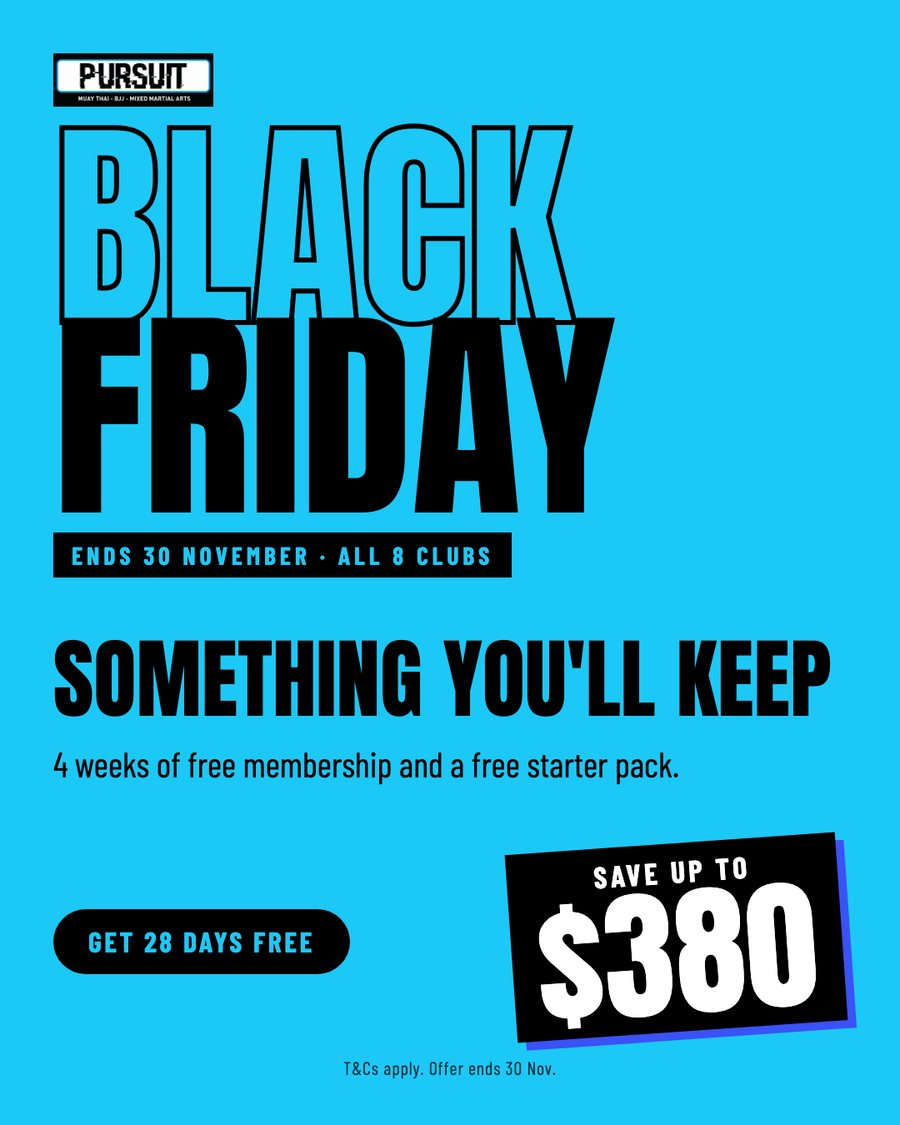 PURSUIT
MUAY THAI - BJJ - MIXED MARTIAL ARTS
BLACK
FRIDAY
ENDS 30 NOVEMBER · ALL 8 CLUBS
SOMETHING YOU'LL KEEP
4 weeks of free membership and a free starter pack.
SAVE UP TO
$380
GET 28 DAYS FREE
T&Cs apply. Offer ends 30 Nov.